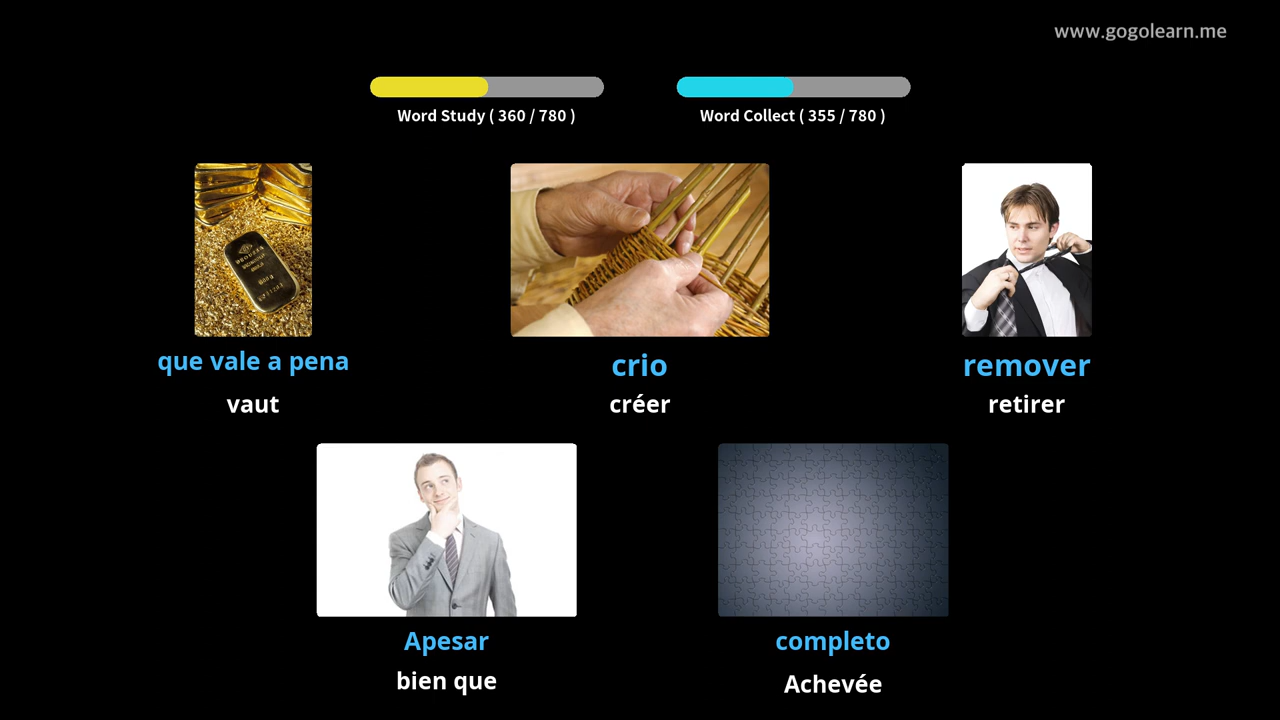 www.gogolearn.me
Word Study ( 360 / 780 )
Word Collect ( 355 / 780 )
que vale a pena
vaut
crio
créer
remover
retirer
Apesar
bien que
completo
Achevée